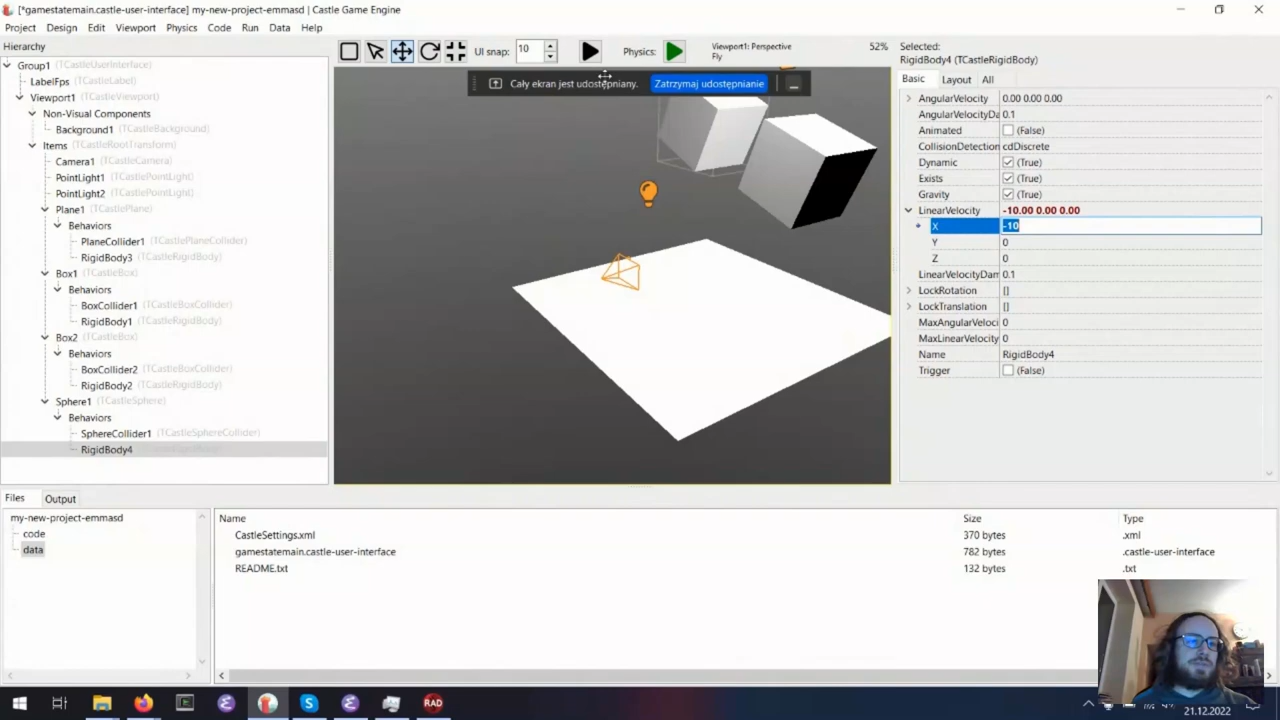 [*gamestatemain.castle-user-interface] my-new-project-emmasd | Castle Game Engine
Project Design Edit Viewport Physics Code Run Data Help
Hierarchy
Group1 (TCastleUserInterface)
LabelFps (TCastleLabel)
Viewport1 (TCastleViewport)
Non-Visual Components
Background1 (TCastleBackground)
Items (TCastleRootTransform)
Camera1 (TCastleCamera)
PointLight1 (TCastlePointLight)
PointLight2 (TCastlePointLight)
Plane1 (TCastlePlane)
Behaviors
PlaneCollider1 (TCastlePlaneCollider)
RigidBody3 (TCastleRigidBody)
Box1 (TCastleBox)
Behaviors
BoxCollider1 (TCastleBoxCollider)
RigidBody1 (TCastleRigidBody)
Box2 (TCastleBox)
Behaviors
BoxCollider2 (TCastleBoxCollider)
RigidBody2 (TCastleRigidBody)
Sphere1 (TCastleSphere)
Behaviors
SphereCollider1 (TCastleSphereCollider)
RigidBody4
UI snap: 10
Physics:
Viewport1: Perspective
Fly
52%
Cały ekran jest udostępniany. Zatrzymaj udostępnianie
Selected:
RigidBody4 (TCastleRigidBody)
Basic Layout All
AngularVelocity 0.00 0.00 0.00
AngularVelocityDa 0.1
Animated (False)
CollisionDetection cdDiscrete
Dynamic (True)
Exists (True)
Gravity (True)
LinearVelocity -10.00 0.00 0.00
X -10
Y 0
Z 0
LinearVelocityDam 0.1
LockRotation []
LockTranslation []
MaxAngularVeloci 0
MaxLinearVelocity 0
Name RigidBody4
Trigger (False)
Files Output
my-new-project-emmasd
code
data
Name Size Type
CastleSettings.xml 370 bytes .xml
gamestatemain.castle-user-interface 782 bytes .castle-user-interface
README.txt 132 bytes .txt
RAD
21.12.2022